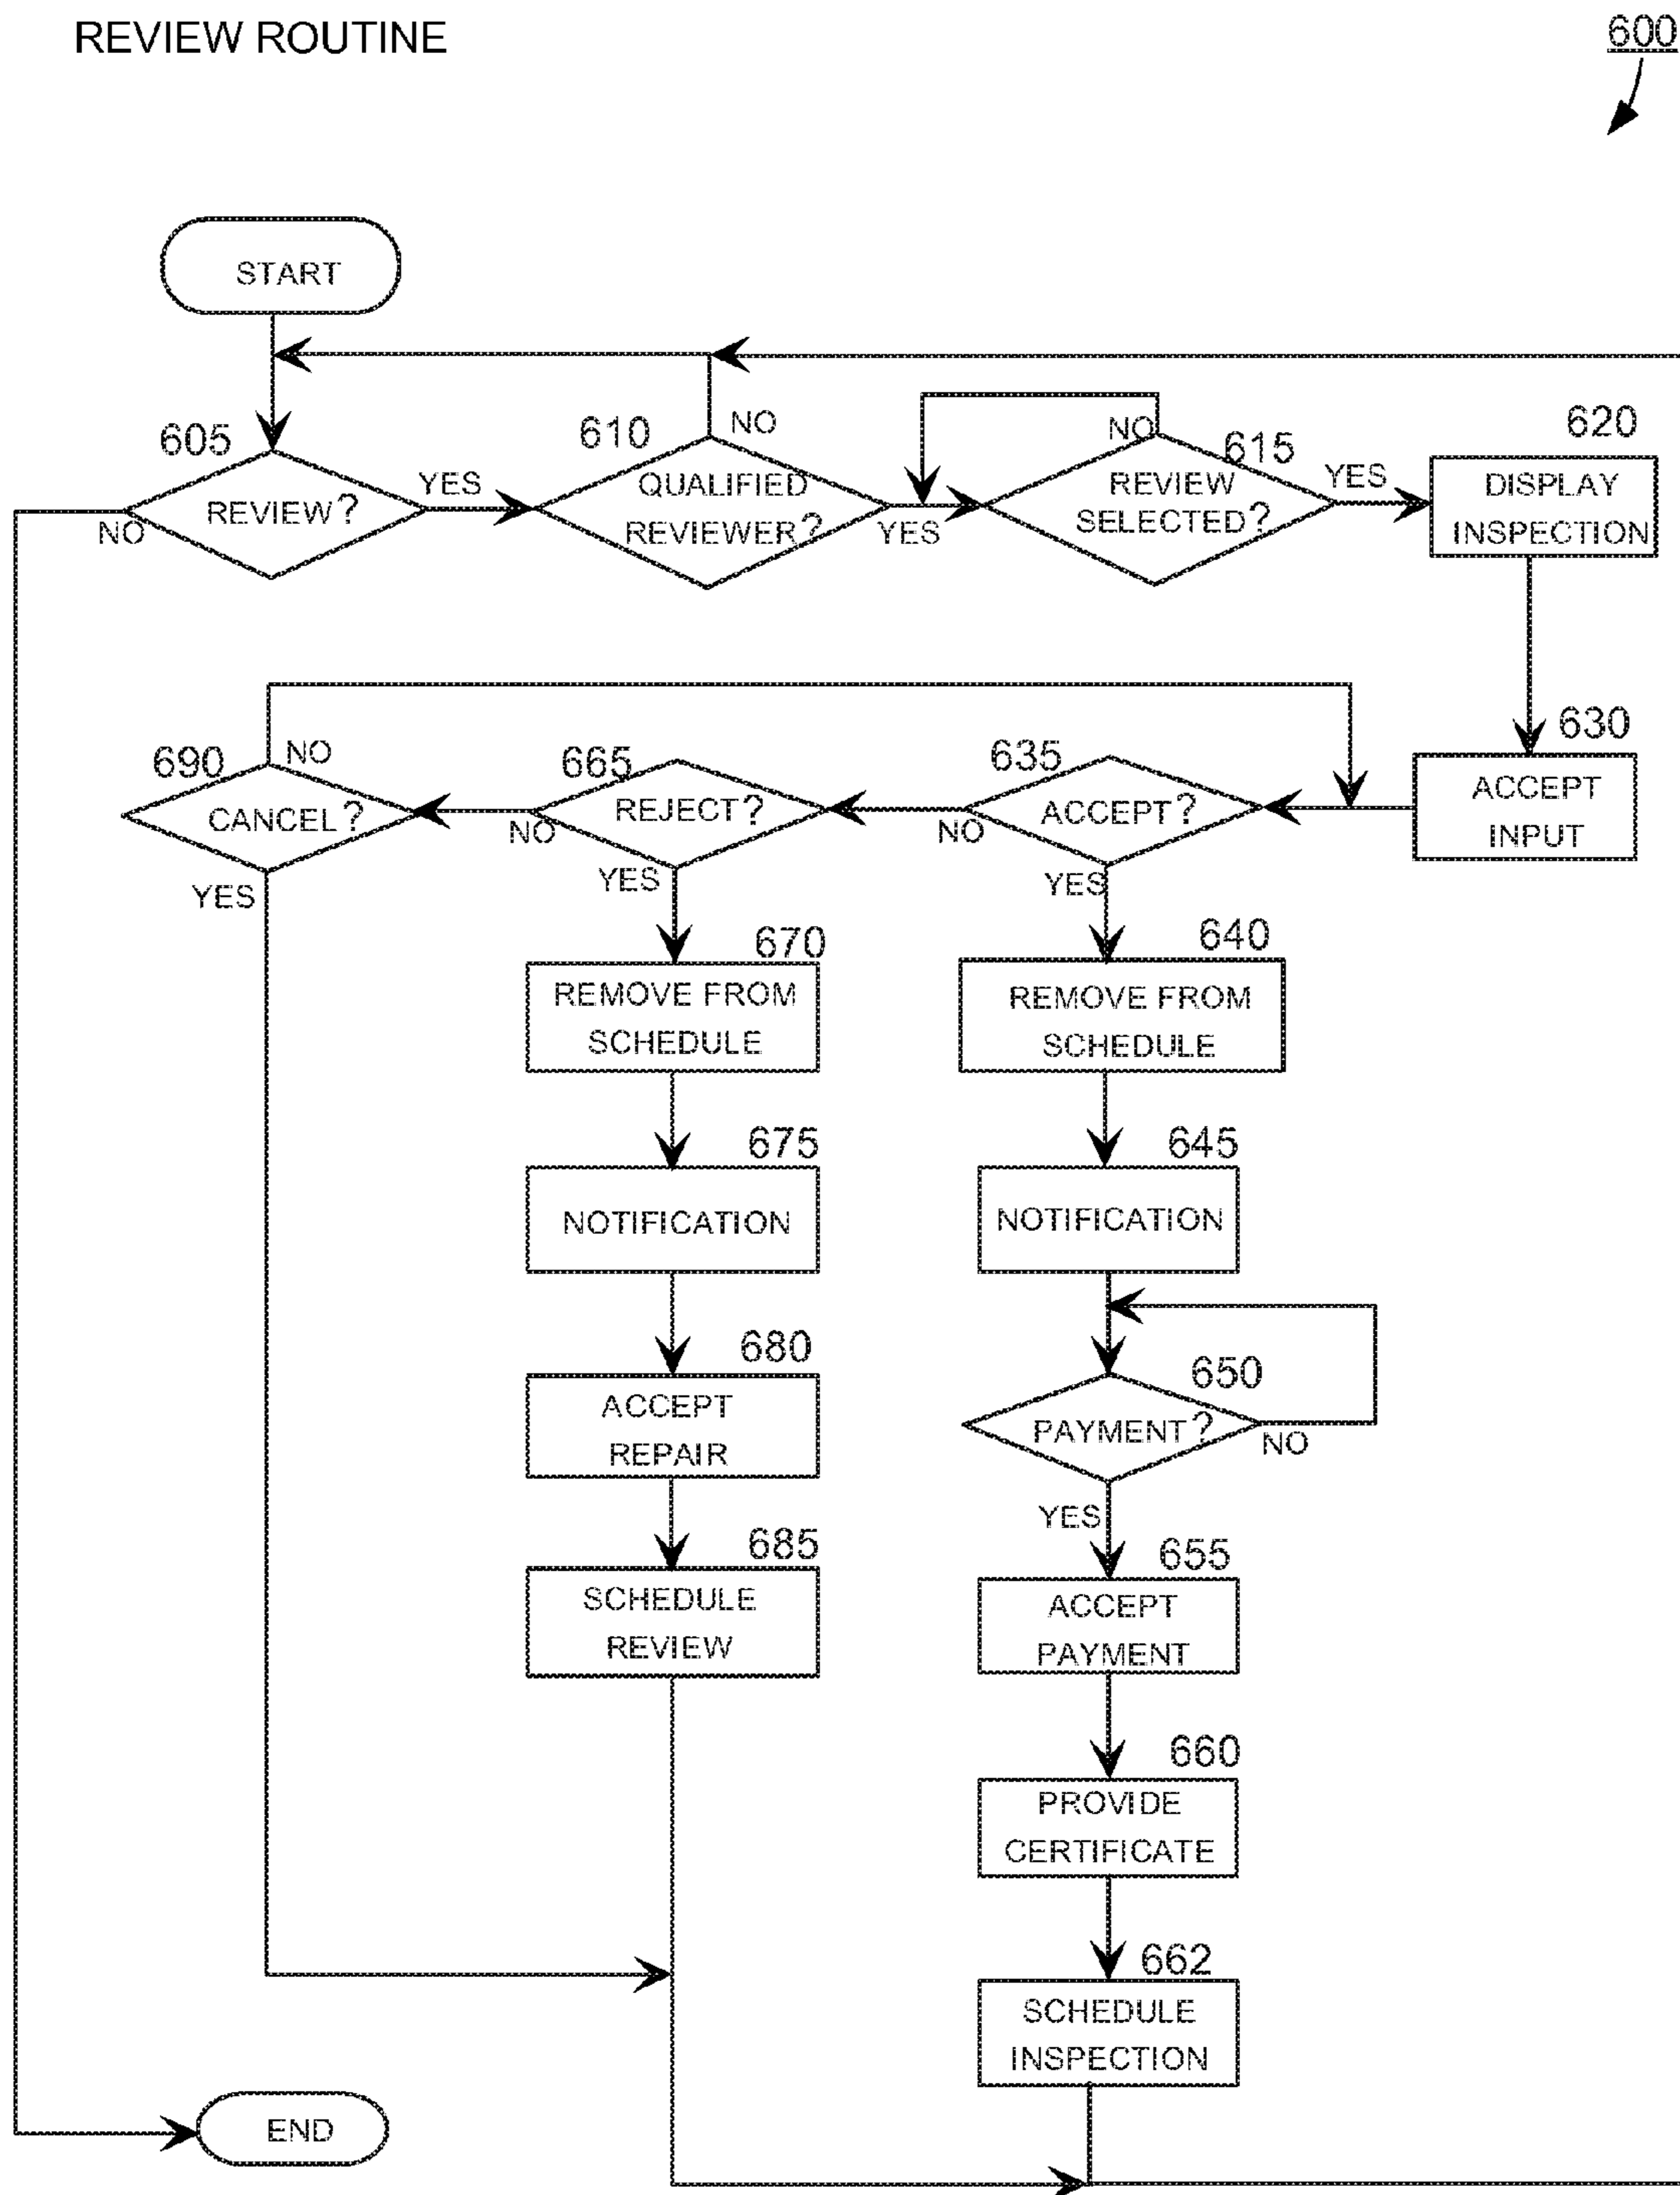 REVIEW ROUTINE
600
START
605
REVIEW?
YES
NO
610
NO
QUALIFIED
REVIEWER?
YES
NO
615
REVIEW
SELECTED?
YES
620
DISPLAY
INSPECTION
690
NO
CANCEL?
YES
665
REJECT?
NO
YES
635
ACCEPT?
NO
YES
630
ACCEPT
INPUT
670
REMOVE FROM
SCHEDULE
640
REMOVE FROM
SCHEDULE
675
NOTIFICATION
645
NOTIFICATION
680
ACCEPT
REPAIR
650
PAYMENT?
NO
YES
685
SCHEDULE
REVIEW
655
ACCEPT
PAYMENT
660
PROVIDE
CERTIFICATE
662
SCHEDULE
INSPECTION
END